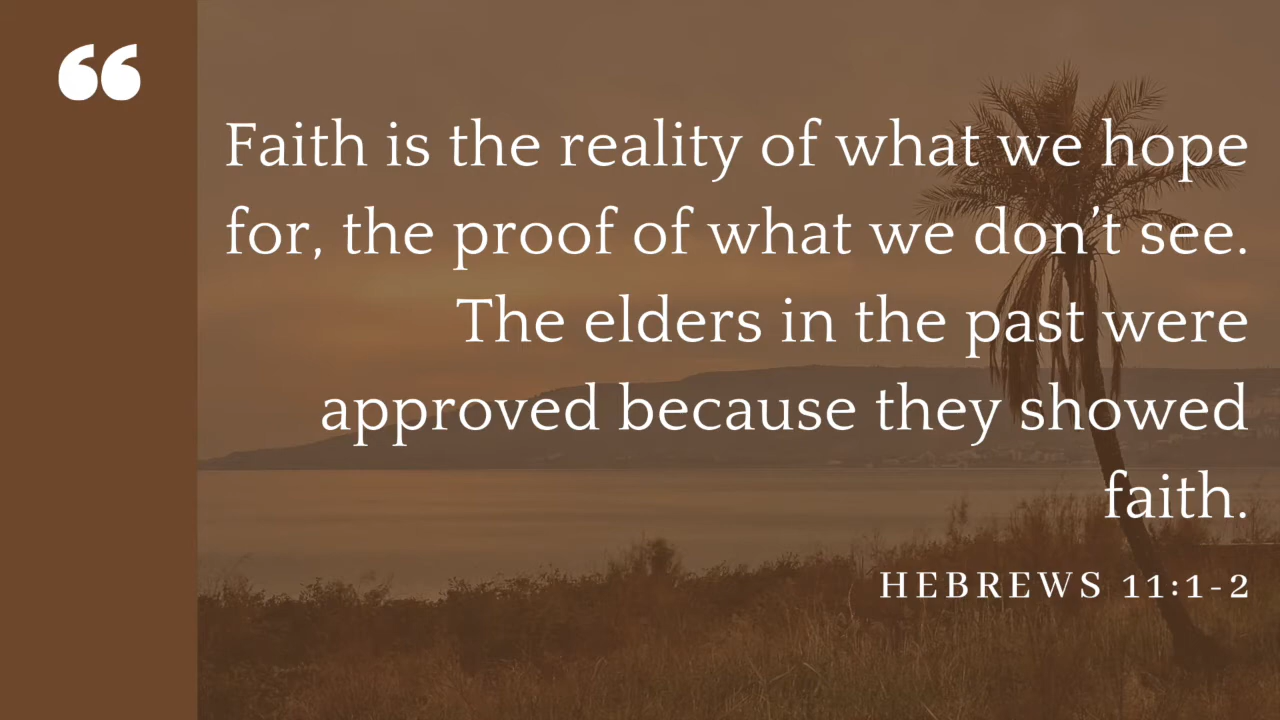 “
Faith is the reality of what we hope
for, the proof of what we don’t see.
The elders in the past were
approved because they showed
faith.
HEBREWS 11:1-2